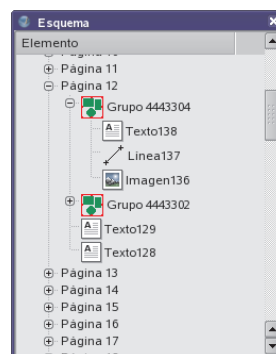 Esquema
Elemento
Página 11
Página 12
Grupo 4443304
Texto138
Linea137
Imagen136
Grupo 4443302
Texto129
Texto128
Página 13
Página 14
Página 15
Página 16
Página 17